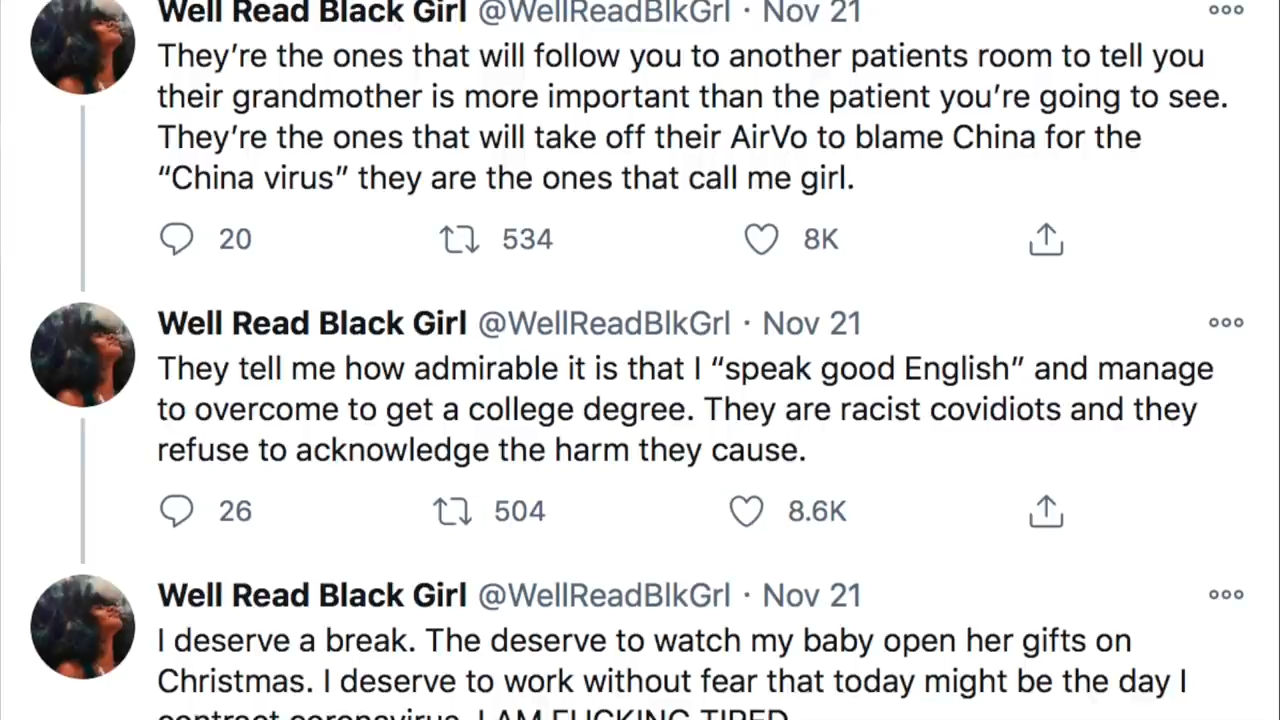 Well Read Black Girl @WellReadBlkGrl · Nov 21
They're the ones that will follow you to another patients room to tell you
their grandmother is more important than the patient you're going to see.
They're the ones that will take off their AirVo to blame China for the
“China virus” they are the ones that call me girl.
20 534 8K
Well Read Black Girl @WellReadBlkGrl · Nov 21
They tell me how admirable it is that I “speak good English” and manage
to overcome to get a college degree. They are racist covidiots and they
refuse to acknowledge the harm they cause.
26 504 8.6K
Well Read Black Girl @WellReadBlkGrl · Nov 21
I deserve a break. The deserve to watch my baby open her gifts on
Christmas. I deserve to work without fear that today might be the day I
contract coronavirus. I AM FUCKING TIRED